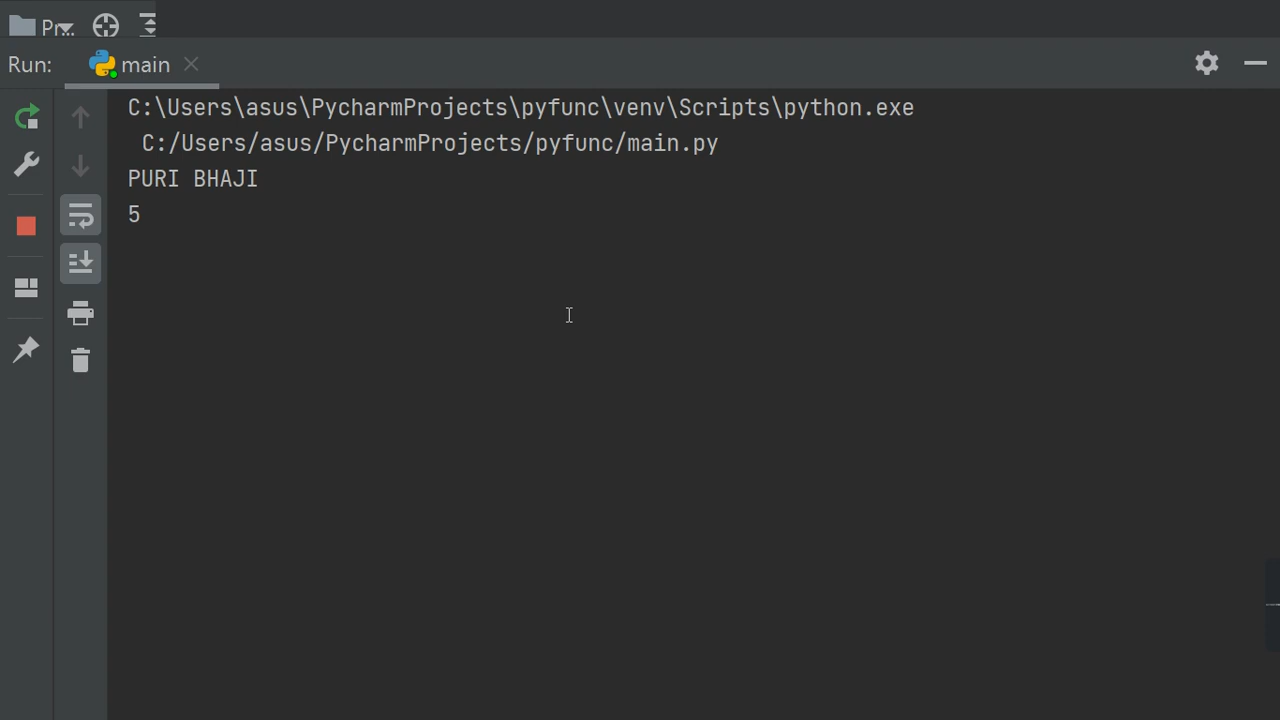 Pr...
Run: main
C:\Users\asus\PycharmProjects\pyfunc\venv\Scripts\python.exe
C:/Users/asus/PycharmProjects/pyfunc/main.py
PURI BHAJI
5